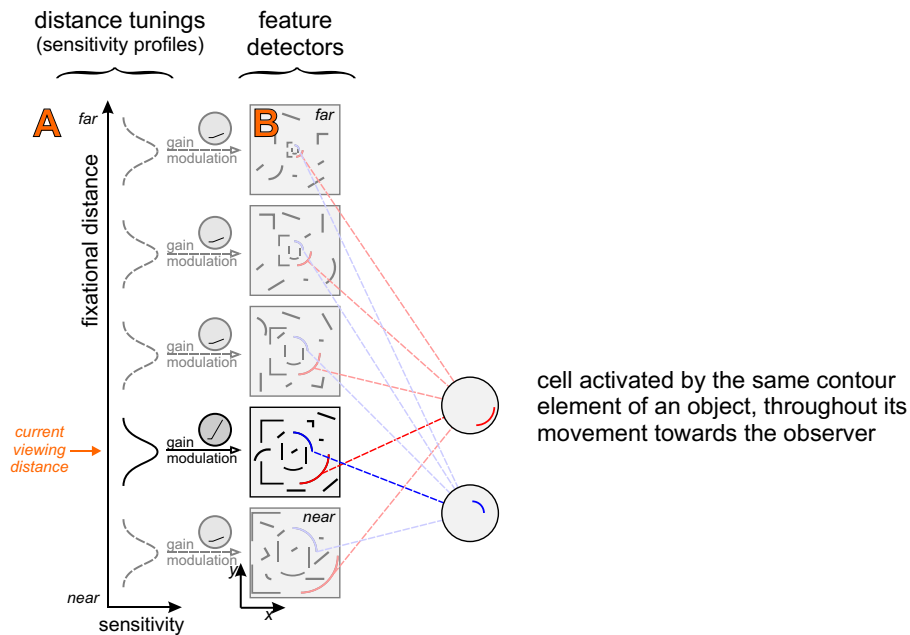 distance tunings
(sensitivity profiles)
feature
detectors
A
B
far
far
gain
modulation
fixational distance
gain
modulation
gain
modulation
cell activated by the same contour
element of an object, throughout its
movement towards the observer
current
viewing
distance
gain
modulation
near
gain
modulation
y
near
x
sensitivity